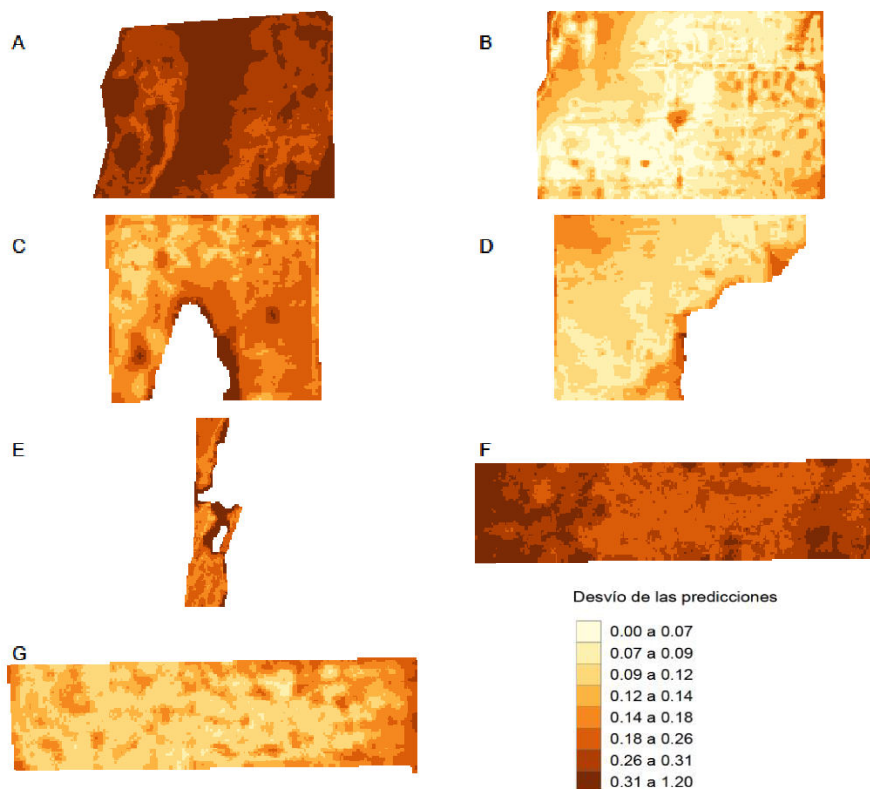 A
B
C
D
E
F
Desvío de las predicciones
0.00 a 0.07
0.07 a 0.09
0.09 a 0.12
0.12 a 0.14
0.14 a 0.18
0.18 a 0.26
0.26 a 0.31
0.31 a 1.20
G